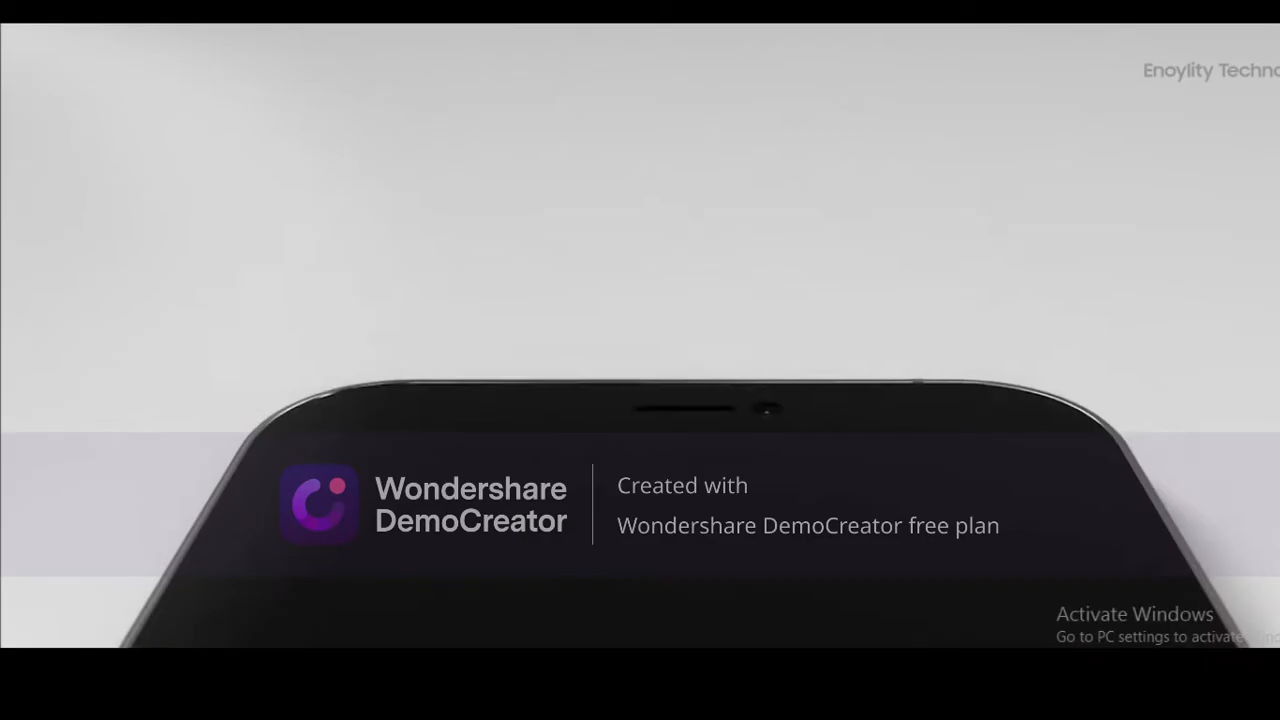 Enoylity Techno
Wondershare
DemoCreator
Created with
Wondershare DemoCreator free plan
Activate Windows
Go to PC settings to activate